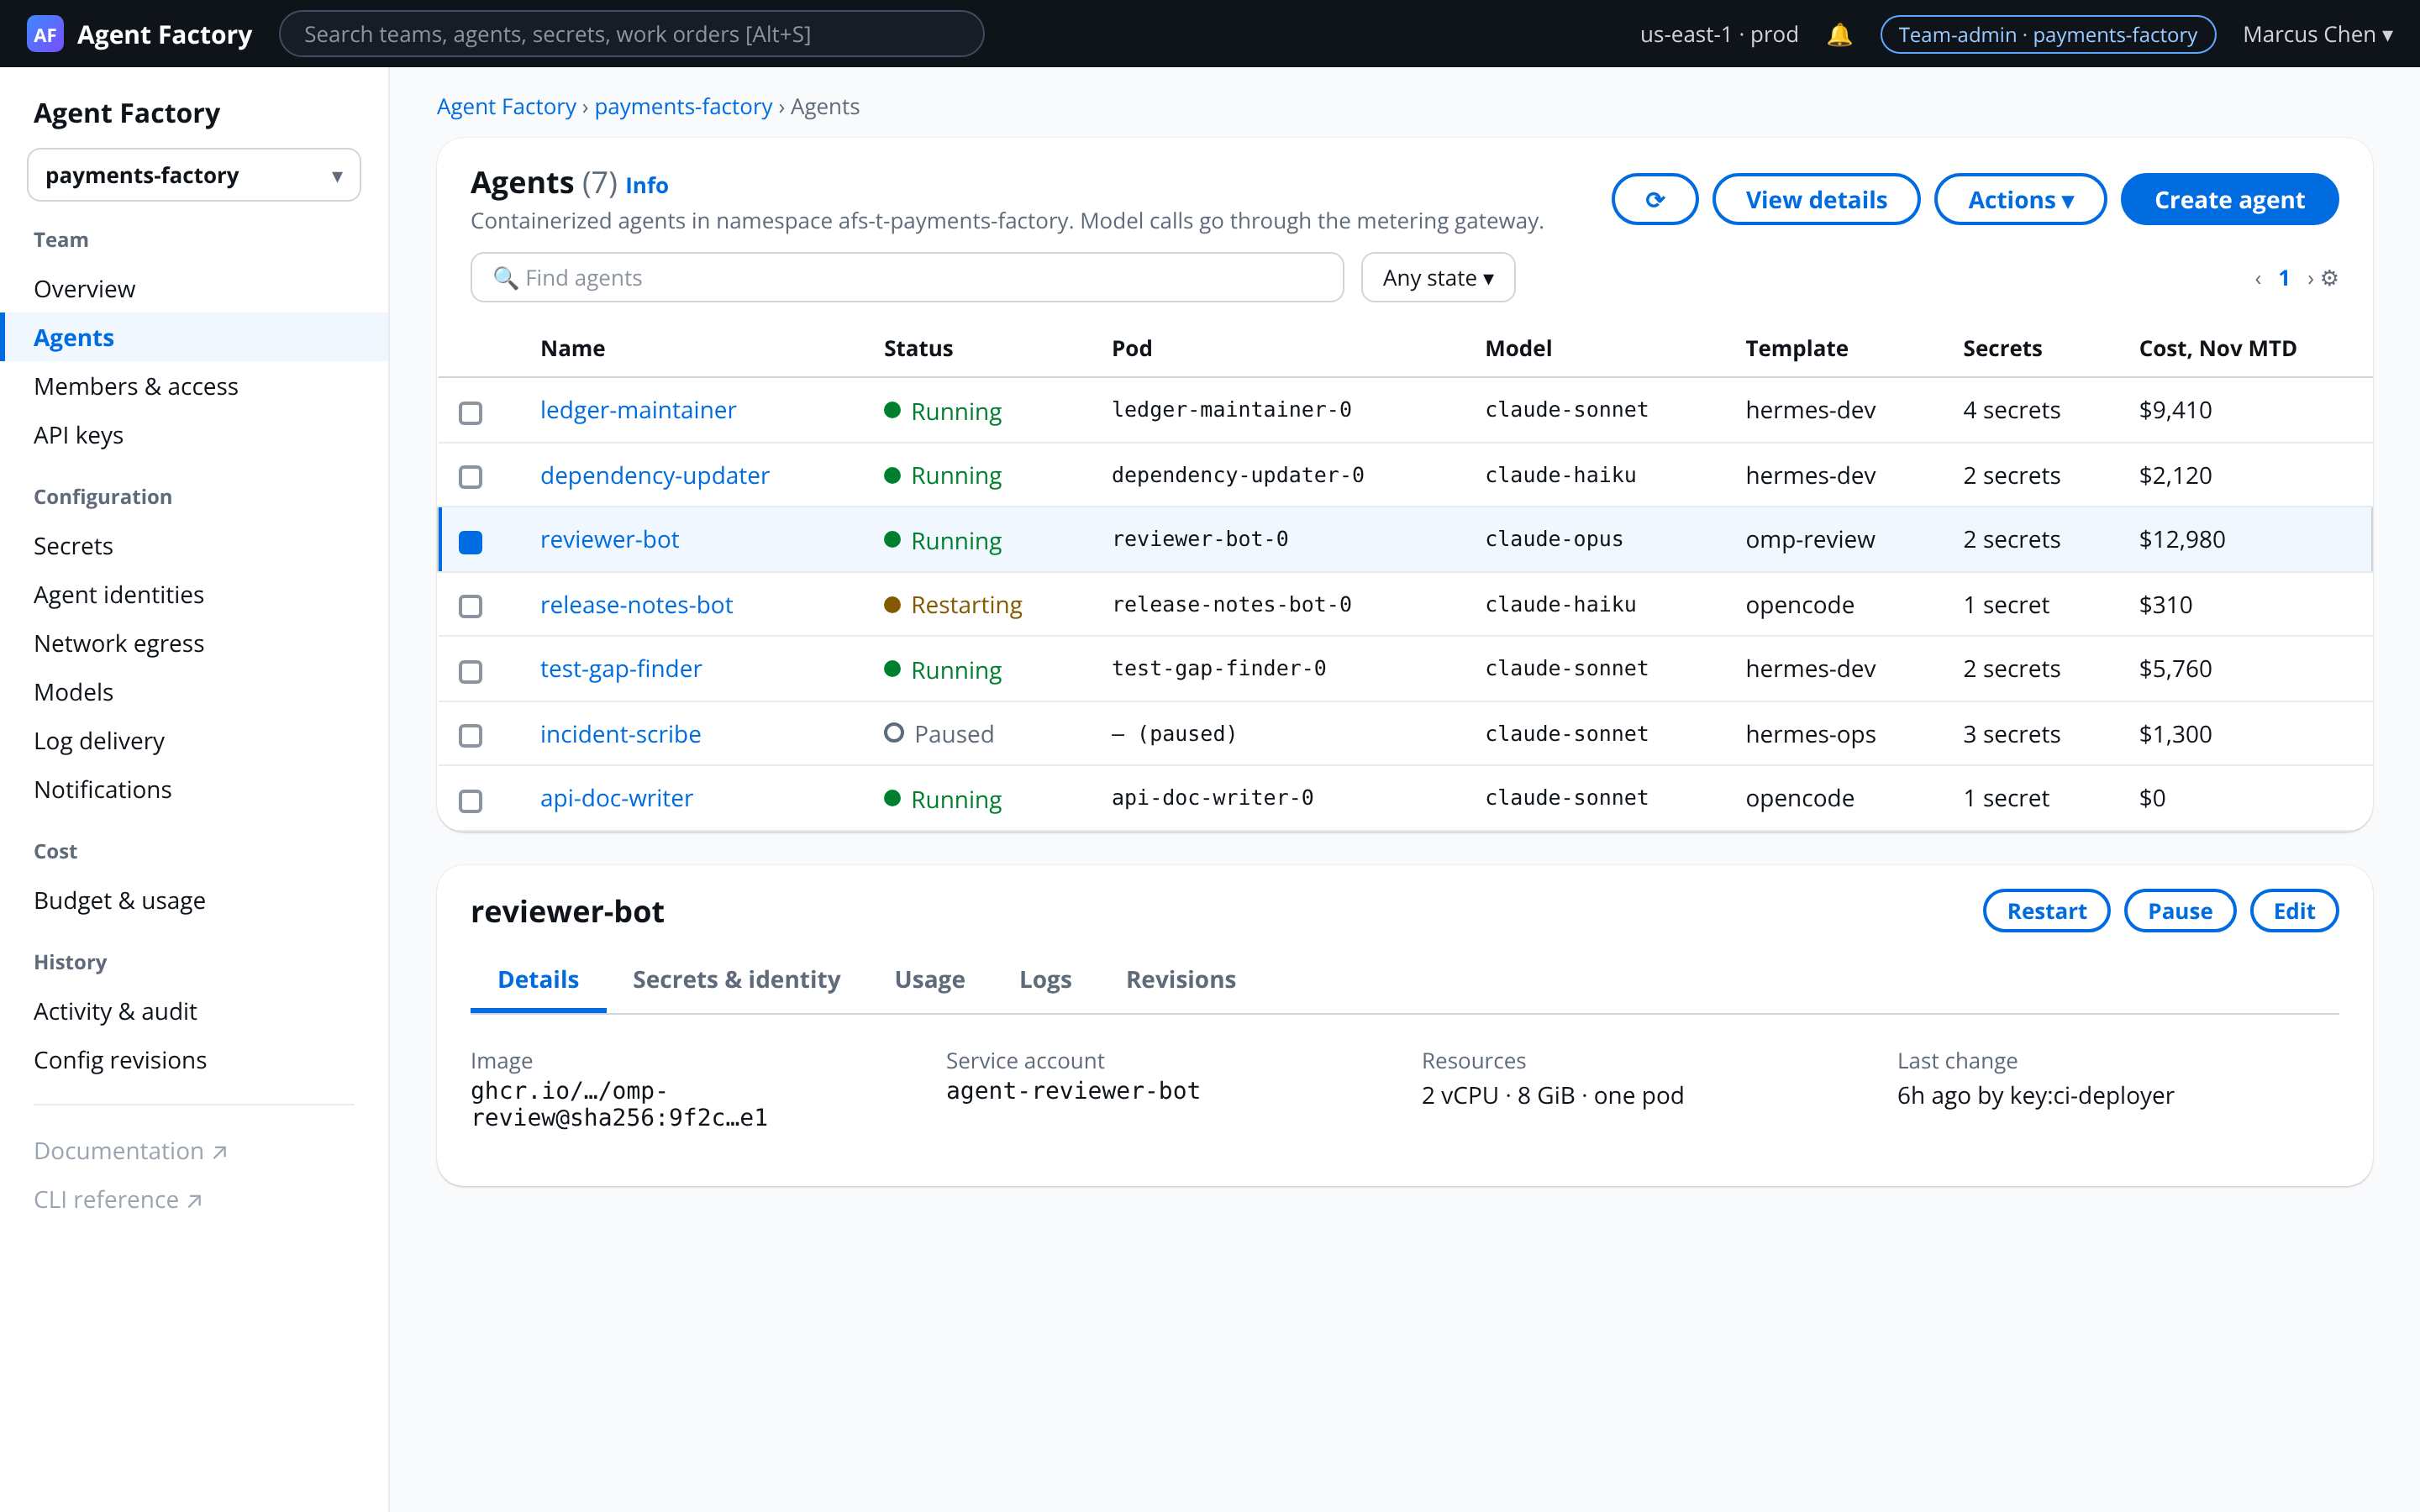 AF Agent Factory Search teams, agents, secrets, work orders [Alt+S] us-east-1 · prod 🔔 Team-admin · payments-factory Marcus Chen ▾
Agent Factory
payments-factory ▾
Team
Overview
Agents
Members & access
API keys
Configuration
Secrets
Agent identities
Network egress
Models
Log delivery
Notifications
Cost
Budget & usage
History
Activity & audit
Config revisions
Documentation ↗
CLI reference ↗
Agent Factory › payments-factory › Agents
Agents (7) Info
Containerized agents in namespace afs-t-payments-factory. Model calls go through the metering gateway.
⟳ View details Actions ▾ Create agent
🔍 Find agents Any state ▾ ‹ 1 › ⚙
Name Status Pod Model Template Secrets Cost, Nov MTD
ledger-maintainer Running ledger-maintainer-0 claude-sonnet hermes-dev 4 secrets $9,410
dependency-updater Running dependency-updater-0 claude-haiku hermes-dev 2 secrets $2,120
reviewer-bot Running reviewer-bot-0 claude-opus omp-review 2 secrets $12,980
release-notes-bot Restarting release-notes-bot-0 claude-haiku opencode 1 secret $310
test-gap-finder Running test-gap-finder-0 claude-sonnet hermes-dev 2 secrets $5,760
incident-scribe Paused — (paused) claude-sonnet hermes-ops 3 secrets $1,300
api-doc-writer Running api-doc-writer-0 claude-sonnet opencode 1 secret $0
reviewer-bot Restart Pause Edit
Details Secrets & identity Usage Logs Revisions
Image
ghcr.io/…/omp-
review@sha256:9f2c…e1
Service account
agent-reviewer-bot
Resources
2 vCPU · 8 GiB · one pod
Last change
6h ago by key:ci-deployer